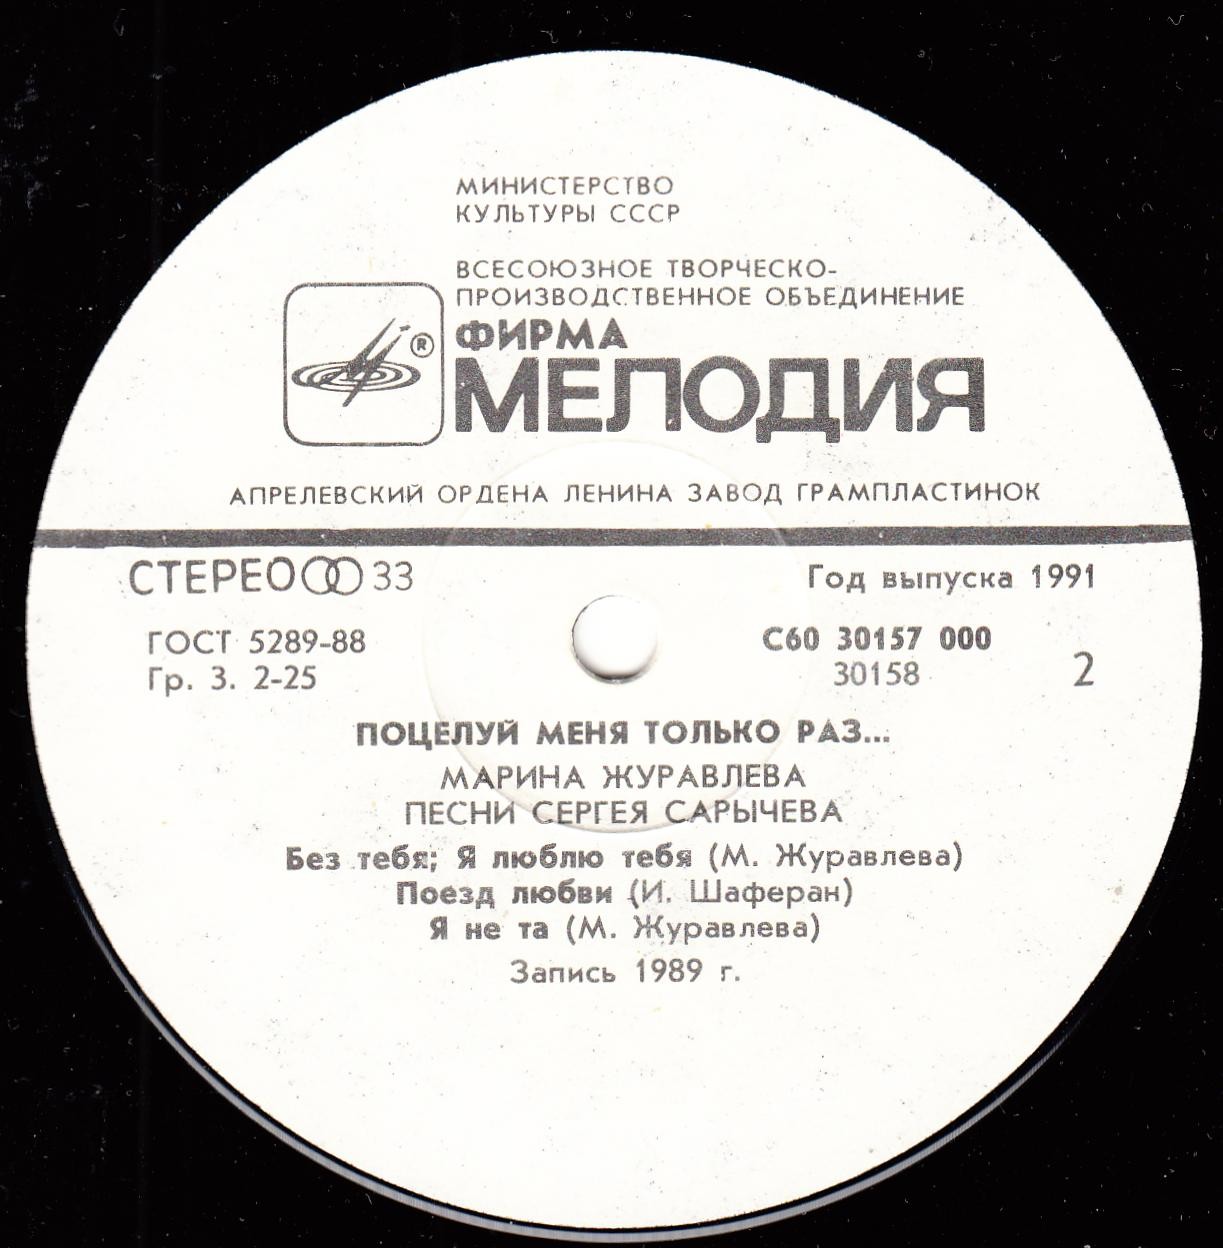 МИНИСТЕРСТВО
КУЛЬТУРЫ СССР
ВСЕСОЮЗНОЕ ТВОРЧЕСКО-
ПРОИЗВОДСТВЕННОЕ ОБЪЕДИНЕНИЕ
ФИРМА
®
МЕЛОДИЯ
АПРЕЛЕВСКИЙ ОРДЕНА ЛЕНИНА ЗАВОД ГРАМПЛАСТИНОК
СТЕРЕО 33
Год выпуска 1991
ГОСТ 5289-88
Гр. 3. 2-25
С60 30157 000
30158
2
ПОЦЕЛУЙ МЕНЯ ТОЛЬКО РАЗ...
МАРИНА ЖУРАВЛЕВА
ПЕСНИ СЕРГЕЯ САРЫЧЕВА
Без тебя; Я люблю тебя (М. Журавлева)
Поезд любви (И. Шаферан)
Я не та (М. Журавлева)
Запись 1989 г.